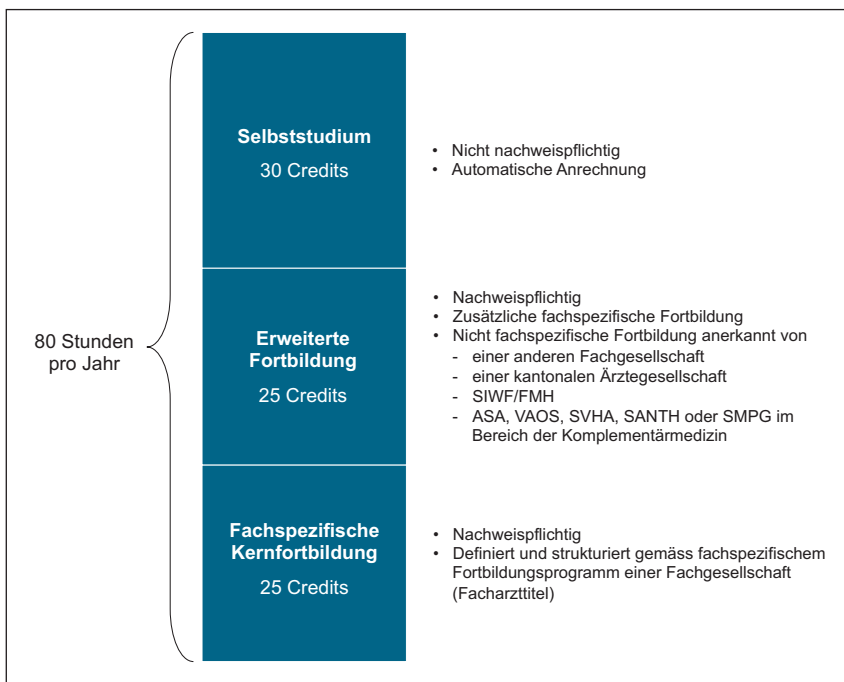 80 Stunden
pro Jahr
Selbststudium
30 Credits
• Nicht nachweispflichtig
• Automatische Anrechnung
Erweiterte
Fortbildung
25 Credits
• Nachweispflichtig
• Zusätzliche fachspezifische Fortbildung
• Nicht fachspezifische Fortbildung anerkannt von
- einer anderen Fachgesellschaft
- einer kantonalen Ärztegesellschaft
- SIWF/FMH
- ASA, VAOS, SVHA, SANTH oder SMPG im
Bereich der Komplementärmedizin
Fachspezifische
Kernfortbildung
25 Credits
• Nachweispflichtig
• Definiert und strukturiert gemäss fachspezifischem
Fortbildungsprogramm einer Fachgesellschaft
(Facharzttitel)